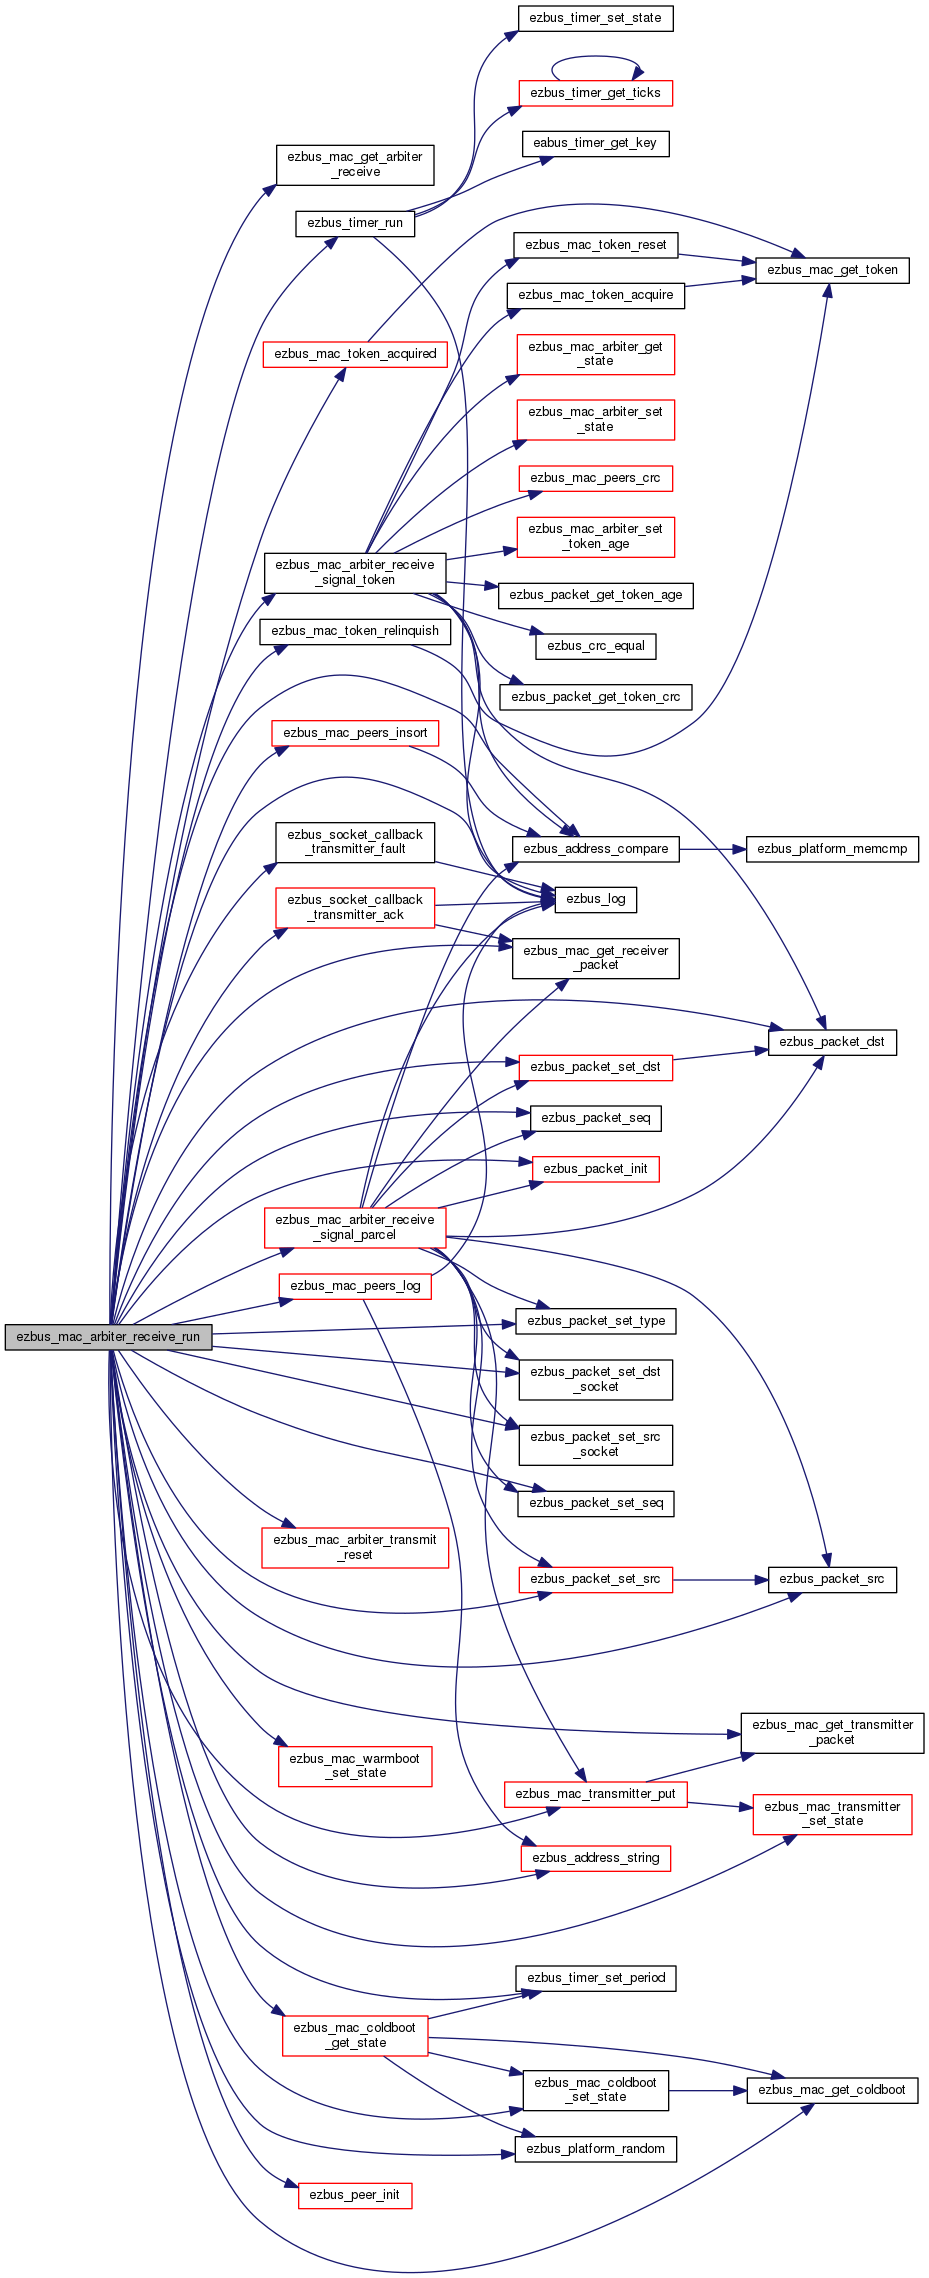 ezbus_timer_set_state
ezbus_timer_get_ticks
eabus_timer_get_key
ezbus_mac_get_arbiter
_receive
ezbus_timer_run
ezbus_mac_token_reset
ezbus_mac_get_token
ezbus_mac_token_acquire
ezbus_mac_token_acquired
ezbus_mac_arbiter_get
_state
ezbus_mac_arbiter_set
_state
ezbus_mac_peers_crc
ezbus_mac_arbiter_set
_token_age
ezbus_mac_arbiter_receive
_signal_token
ezbus_packet_get_token_age
ezbus_mac_token_relinquish
ezbus_crc_equal
ezbus_packet_get_token_crc
ezbus_mac_peers_insort
ezbus_socket_callback
_transmitter_fault
ezbus_address_compare
ezbus_platform_memcmp
ezbus_socket_callback
_transmitter_ack
ezbus_log
ezbus_mac_get_receiver
_packet
ezbus_packet_dst
ezbus_packet_set_dst
ezbus_packet_seq
ezbus_packet_init
ezbus_mac_arbiter_receive
_signal_parcel
ezbus_mac_peers_log
ezbus_packet_set_type
ezbus_mac_arbiter_receive_run
ezbus_packet_set_dst
_socket
ezbus_packet_set_src
_socket
ezbus_packet_set_seq
ezbus_mac_arbiter_transmit
_reset
ezbus_packet_set_src
ezbus_packet_src
ezbus_mac_get_transmitter
_packet
ezbus_mac_warmboot
_set_state
ezbus_mac_transmitter_put
ezbus_mac_transmitter
_set_state
ezbus_address_string
ezbus_timer_set_period
ezbus_mac_coldboot
_get_state
ezbus_mac_coldboot
_set_state
ezbus_mac_get_coldboot
ezbus_platform_random
ezbus_peer_init